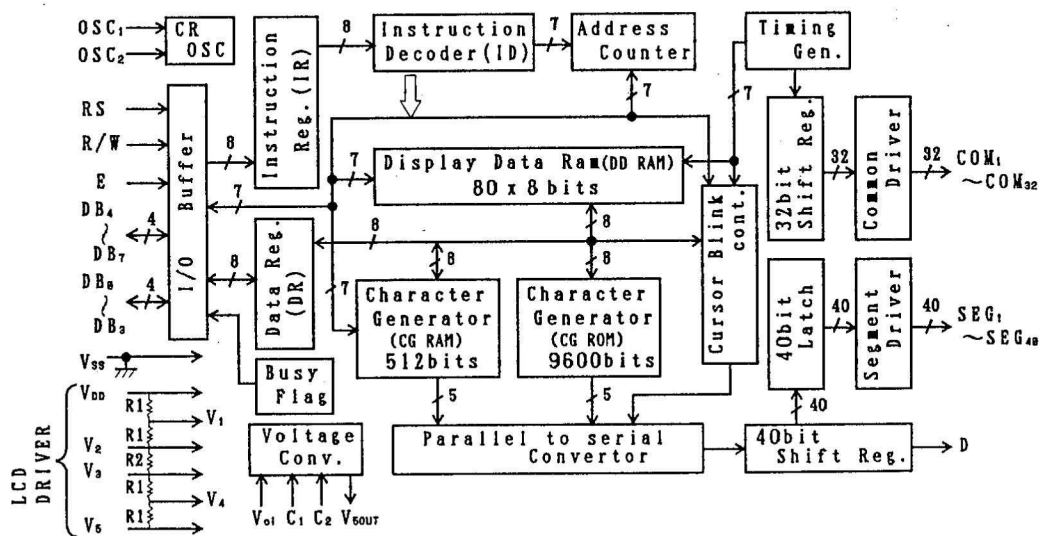 OSC₁
OSC₂
CR
OSC
Instruction
Reg. (IR)
8
Instruction
Decoder(ID)
7
Address
Counter
Timing
Gen.
7
7
RS
R/W
E
DB₄
~
DB₇
4
DB₀
~
DB₃
4
I/O Buffer
8
7
8
7
Display Data Ram(DD RAM)
80 x 8 bits
8
8
Data Reg.
(DR)
7
8
8
Character
Generator
(CG RAM)
512bits
Character
Generator
(CG ROM)
9600bits
Cursor Blink
cont.
32bit
Shift Reg.
32
Common
Driver
32
COM₁
~COM₃₂
40bit
Latch
40
Segment
Driver
40
SEG₁
~SEG₄₀
40
Busy
Flag
5
5
Parallel to serial
Convertor
40bit
Shift Reg.
D
Vss
VDD
R1
V₁
R1
V₂
R2
V₃
R1
V₄
R1
V₅
LCD
DRIVER
Voltage
Conv.
Vci
C₁
C₂
V5OUT